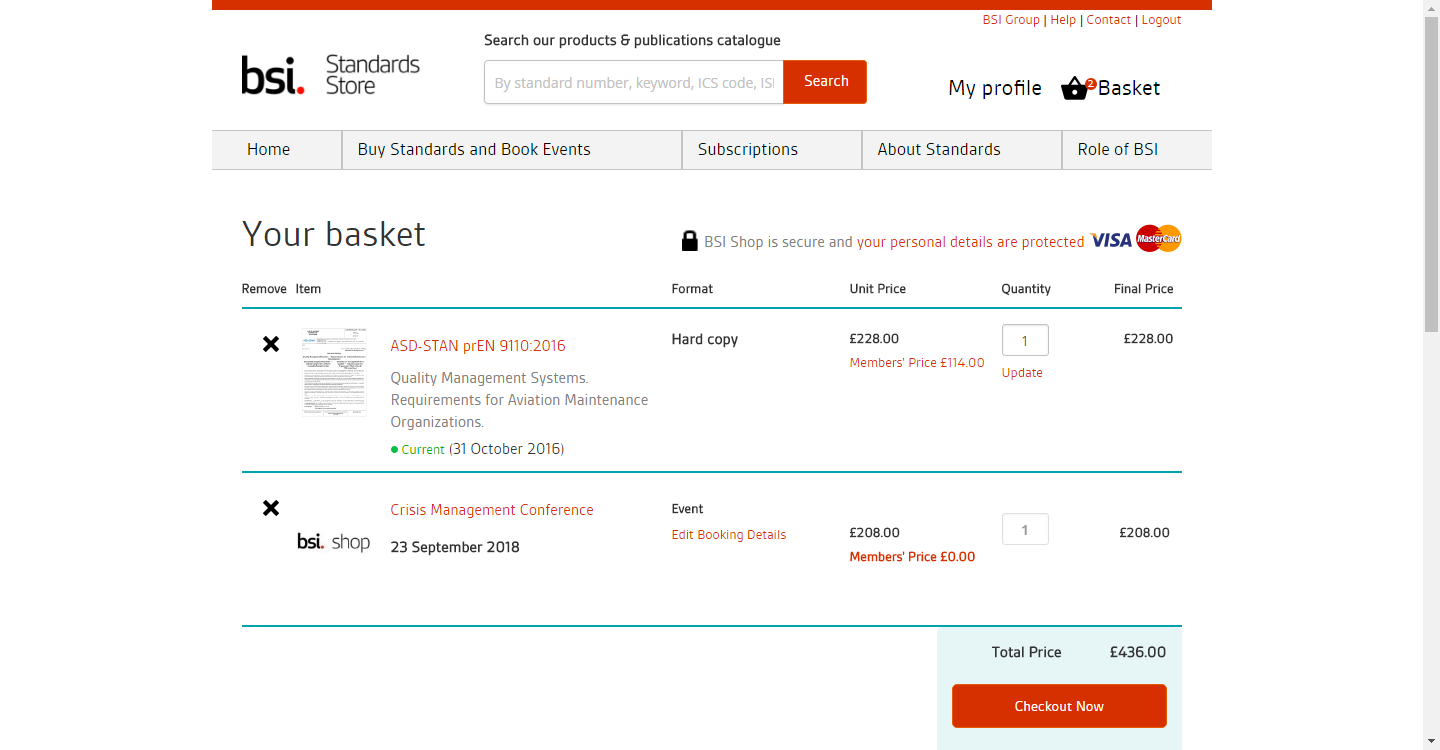 BSI Group | Help | Contact | Logout
Search our products & publications catalogue
bsi. Standards Store
By standard number, keyword, ICS code, ISI
Search
My profile
2 Basket
Home
Buy Standards and Book Events
Subscriptions
About Standards
Role of BSI
Your basket
BSI Shop is secure and your personal details are protected VISA MasterCard
Remove Item Format Unit Price Quantity Final Price
ASD-STAN prEN 9110:2016
Quality Management Systems.
Requirements for Aviation Maintenance
Organizations.
Current (31 October 2016)
Hard copy
£228.00
Members' Price £114.00
1
Update
£228.00
bsi. shop
Crisis Management Conference
23 September 2018
Event
Edit Booking Details
£208.00
Members' Price £0.00
1
£208.00
Total Price £436.00
Checkout Now